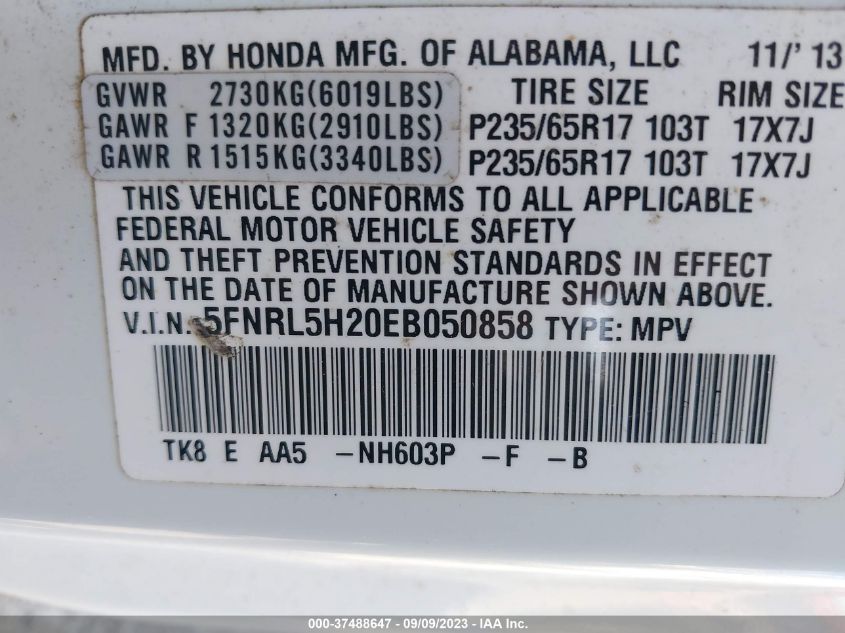 MFD. BY HONDA MFG. OF ALABAMA, LLC 11/'13
GVWR 2730KG(6019LBS) TIRE SIZE RIM SIZE
GAWR F 1320KG(2910LBS) P235/65R17 103T 17X7J
GAWR R 1515KG(3340LBS) P235/65R17 103T 17X7J
THIS VEHICLE CONFORMS TO ALL APPLICABLE
FEDERAL MOTOR VEHICLE SAFETY
AND THEFT PREVENTION STANDARDS IN EFFECT
ON THE DATE OF MANUFACTURE SHOWN ABOVE.
V.I.N.:5FNRL5H20EB050858 TYPE: MPV
TK8 E AA5 -NH603P -F -B
000-37488647 - 09/09/2023 - IAA Inc.